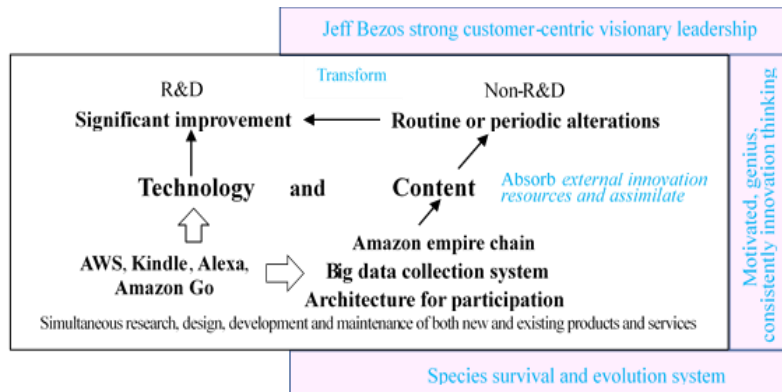 Jeff Bezos strong customer-centric visionary leadership
R&D
Transform
Non-R&D
Significant improvement
Routine or periodic alterations
Technology and Content
Absorb external innovation
resources and assimilate
Amazon empire chain
AWS, Kindle, Alexa,
Amazon Go
Big data collection system
Architecture for participation
Simultaneous research, design, development and maintenance of both new and existing products and services
Motivated, genius,
consistently innovation thinking
Species survival and evolution system